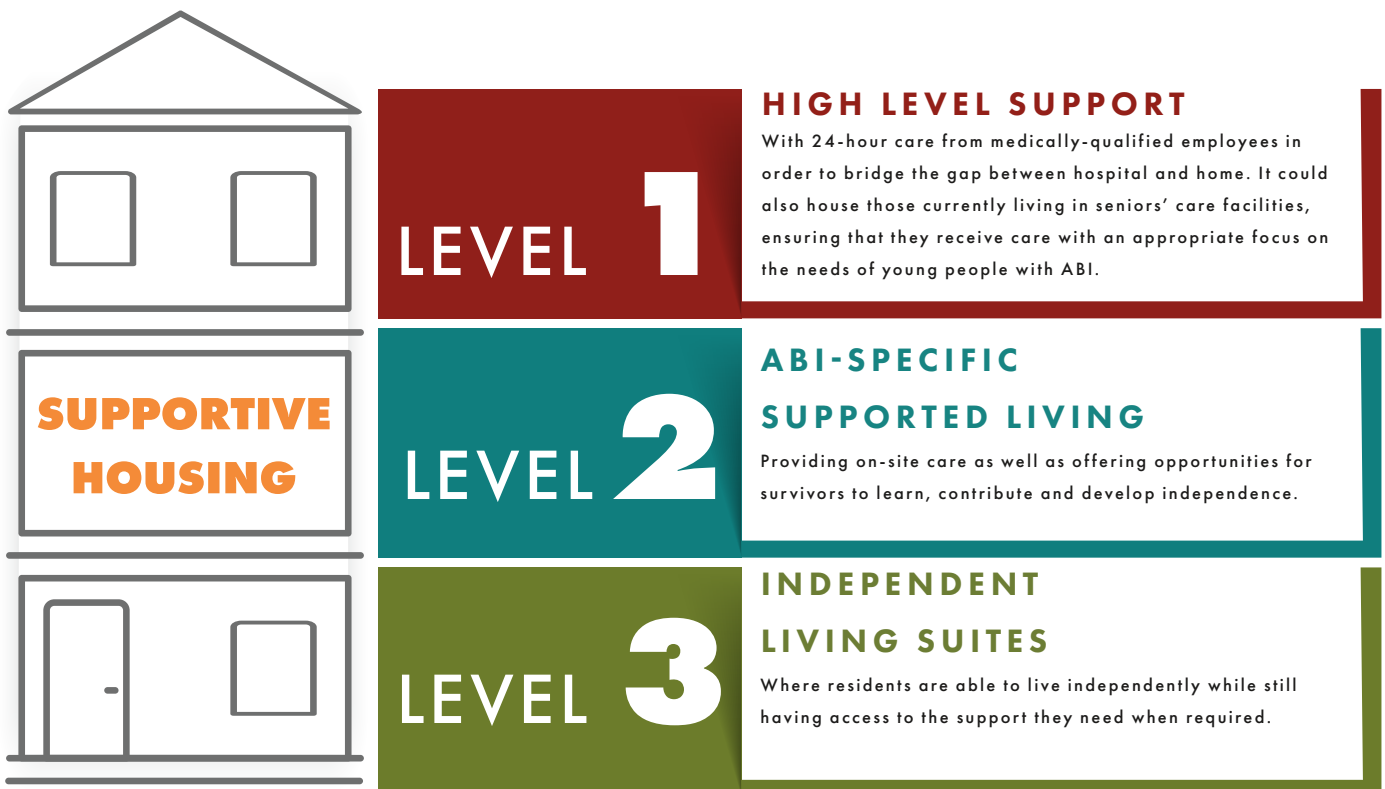 SUPPORTIVE
HOUSING
LEVEL 1
HIGH LEVEL SUPPORT
With 24-hour care from medically-qualified employees in
order to bridge the gap between hospital and home. It could
also house those currently living in seniors’ care facilities,
ensuring that they receive care with an appropriate focus on
the needs of young people with ABI.
LEVEL 2
ABI-SPECIFIC
SUPPORTED LIVING
Providing on-site care as well as offering opportunities for
survivors to learn, contribute and develop independence.
LEVEL 3
INDEPENDENT
LIVING SUITES
Where residents are able to live independently while still
having access to the support they need when required.